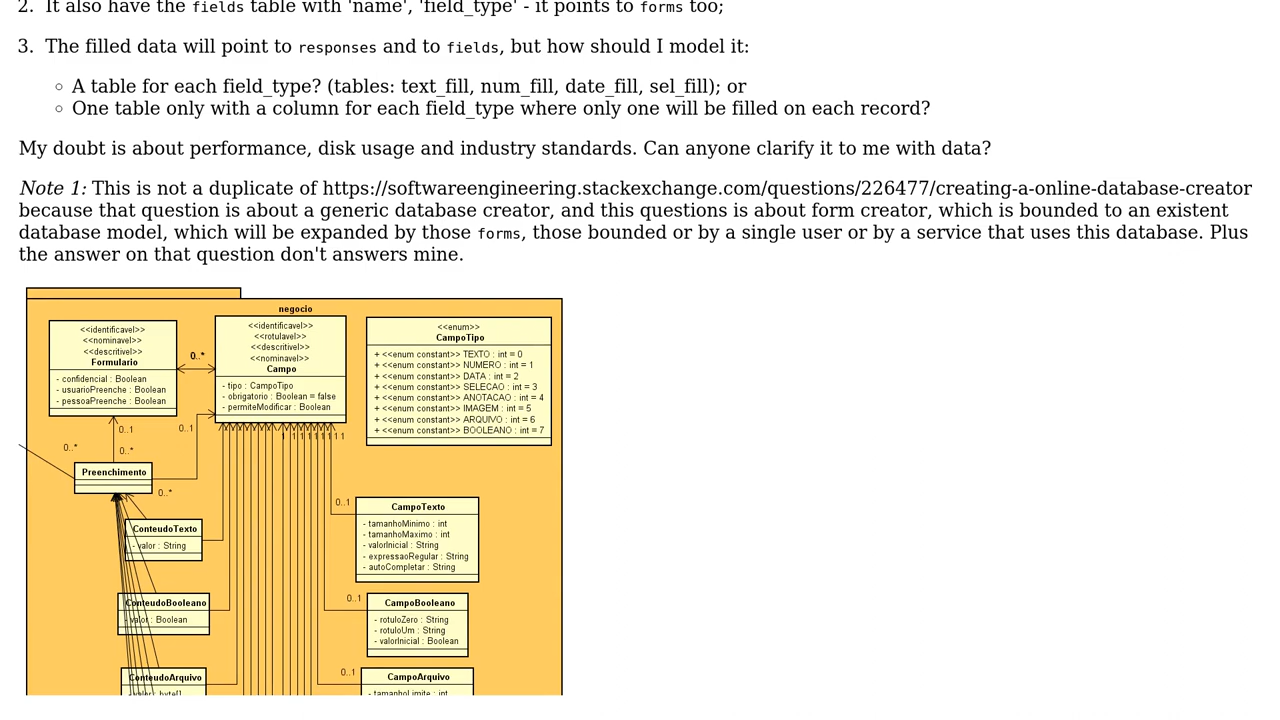 2. It also have the fields table with 'name', 'field_type' - it points to forms too;
3. The filled data will point to responses and to fields, but how should I model it:
◦ A table for each field_type? (tables: text_fill, num_fill, date_fill, sel_fill); or
◦ One table only with a column for each field_type where only one will be filled on each record?
My doubt is about performance, disk usage and industry standards. Can anyone clarify it to me with data?
Note 1: This is not a duplicate of https://softwareengineering.stackexchange.com/questions/226477/creating-a-online-database-creator
because that question is about a generic database creator, and this questions is about form creator, which is bounded to an existent
database model, which will be expanded by those forms, those bounded or by a single user or by a service that uses this database. Plus
the answer on that question don't answers mine.
negocio
<<identificavel>>
<<nominavel>>
<<descritivel>>
Formulario
- confidencial : Boolean
- usuarioPreenche : Boolean
- pessoaPreenche : Boolean
0..*
<<identificavel>>
<<rotulavel>>
<<descritivel>>
<<nominavel>>
Campo
- tipo : CampoTipo
- obrigatorio : Boolean = false
- permiteModificar : Boolean
<<enum>>
CampoTipo
+ <<enum constant>> TEXTO : int = 0
+ <<enum constant>> NUMERO : int = 1
+ <<enum constant>> DATA : int = 2
+ <<enum constant>> SELECAO : int = 3
+ <<enum constant>> ANOTACAO : int = 4
+ <<enum constant>> IMAGEM : int = 5
+ <<enum constant>> ARQUIVO : int = 6
+ <<enum constant>> BOOLEANO : int = 7
0..1
0..1
1 1 1 1 1 1 1 1
0..*
0..*
Preenchimento
0..*
ConteudoTexto
- valor : String
0..1
CampoTexto
- tamanhoMinimo : int
- tamanhoMaximo : int
- valorInicial : String
- expressaoRegular : String
- autoCompletar : String
ConteudoBooleano
- valor : Boolean
0..1
CampoBooleano
- rotuloZero : String
- rotuloUm : String
- valorInicial : Boolean
ConteudoArquivo
- valor : byte[]
0..1
CampoArquivo
- tamanhoLimite : int